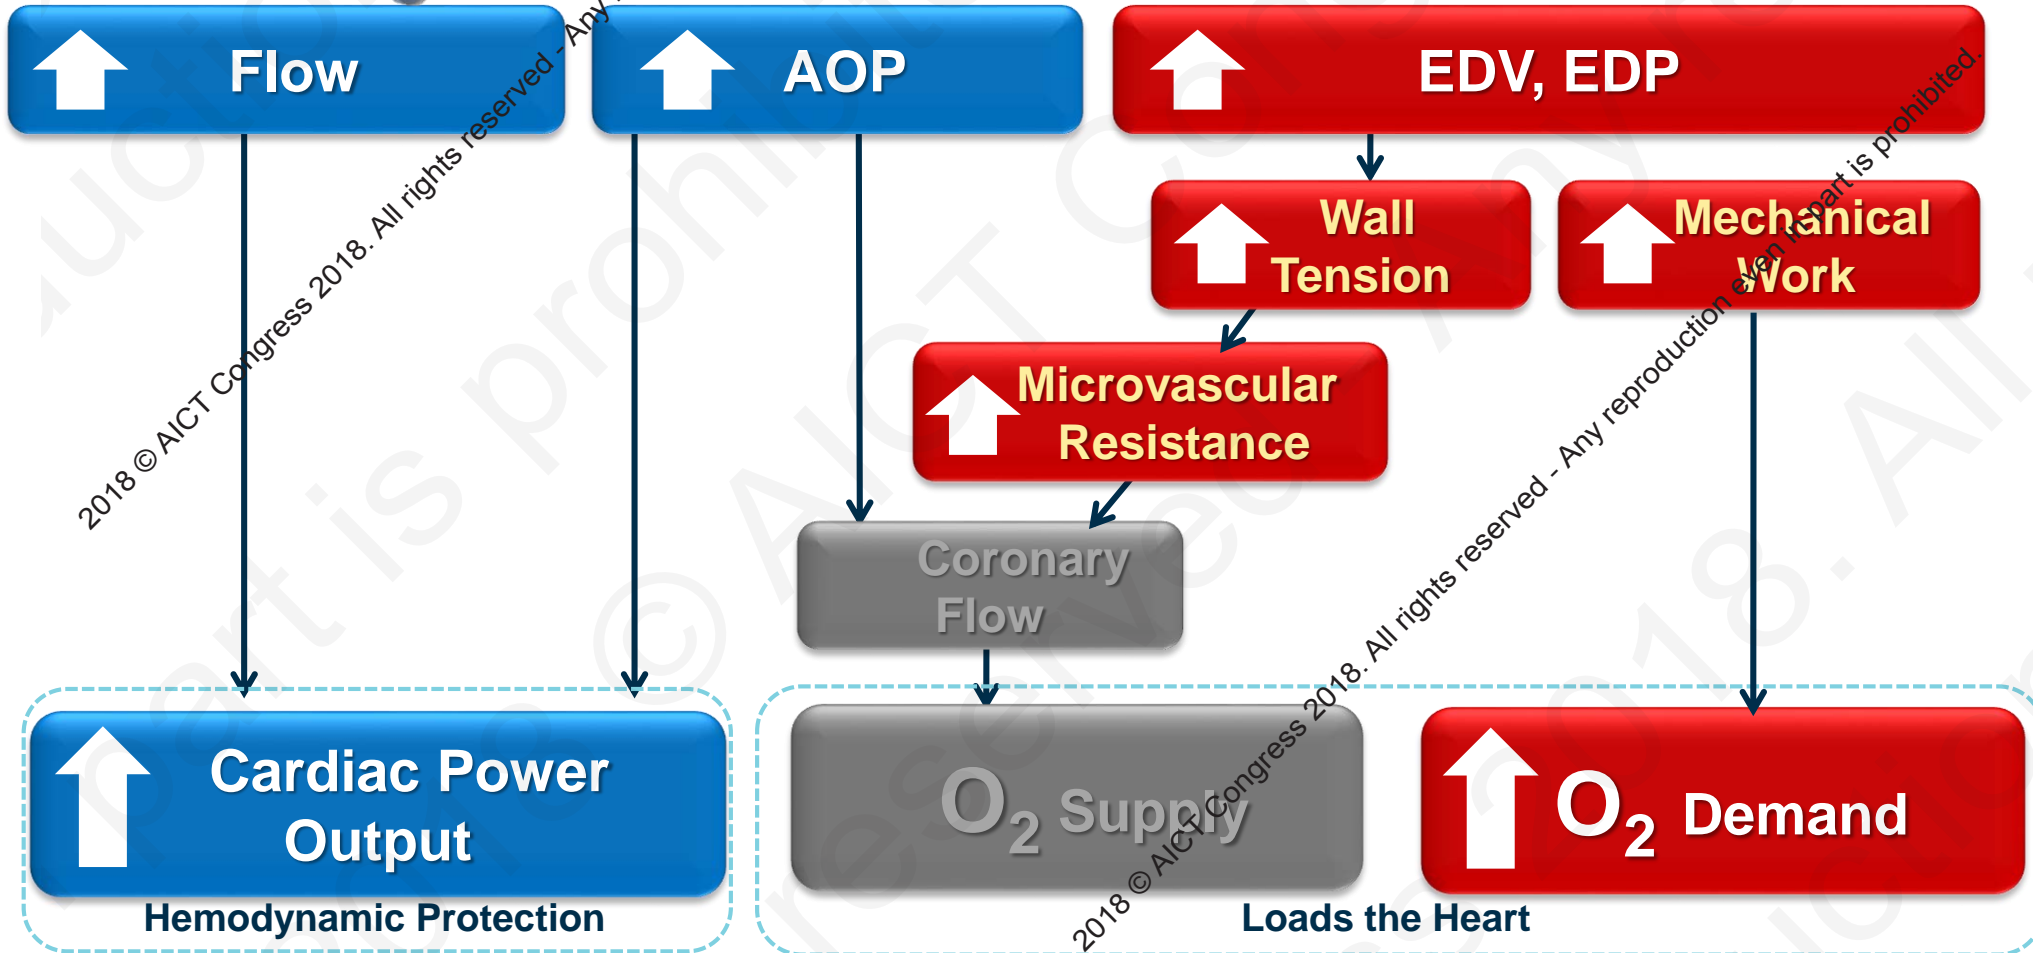 Flow
AOP
EDV, EDP
Wall
Tension
Mechanical
Work
Microvascular
Resistance
Coronary
Flow
Cardiac Power
Output
O2 Supply
O2 Demand
Hemodynamic Protection
Loads the Heart
2018 © AICT Congress 2018. All rights reserved - Any
2018 © AICT Congress 2018. All rights reserved - Any reproduction even in part is prohibited.